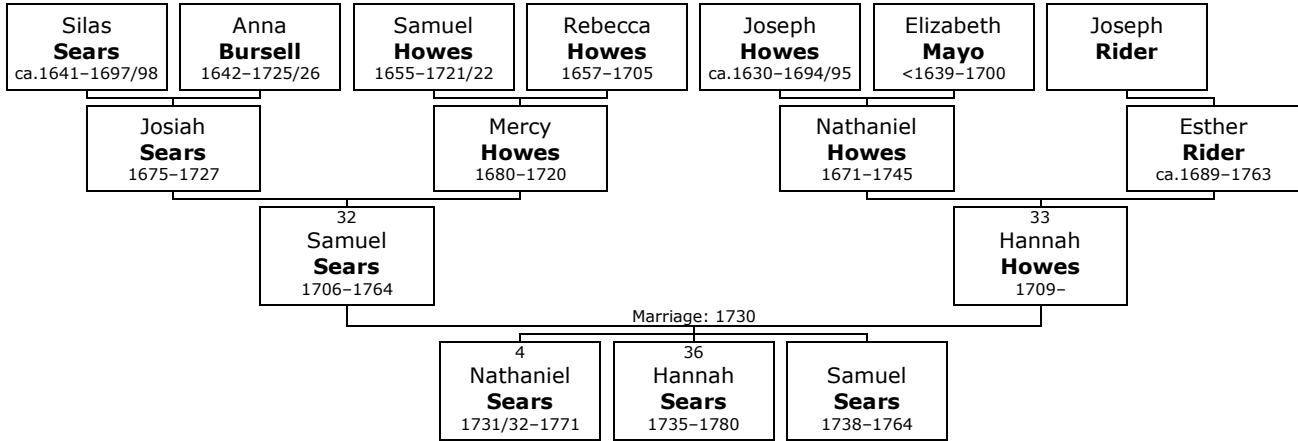 Silas
Sears
ca.1641–1697/98
Anna
Bursell
1642–1725/26
Samuel
Howes
1655–1721/22
Rebecca
Howes
1657–1705
Joseph
Howes
ca.1630–1694/95
Elizabeth
Mayo
<1639–1700
Joseph
Rider
Josiah
Sears
1675–1727
Mercy
Howes
1680–1720
Nathaniel
Howes
1671–1745
Esther
Rider
ca.1689–1763
32
Samuel
Sears
1706–1764
33
Hannah
Howes
1709–
Marriage: 1730
4
Nathaniel
Sears
1731/32–1771
36
Hannah
Sears
1735–1780
Samuel
Sears
1738–1764